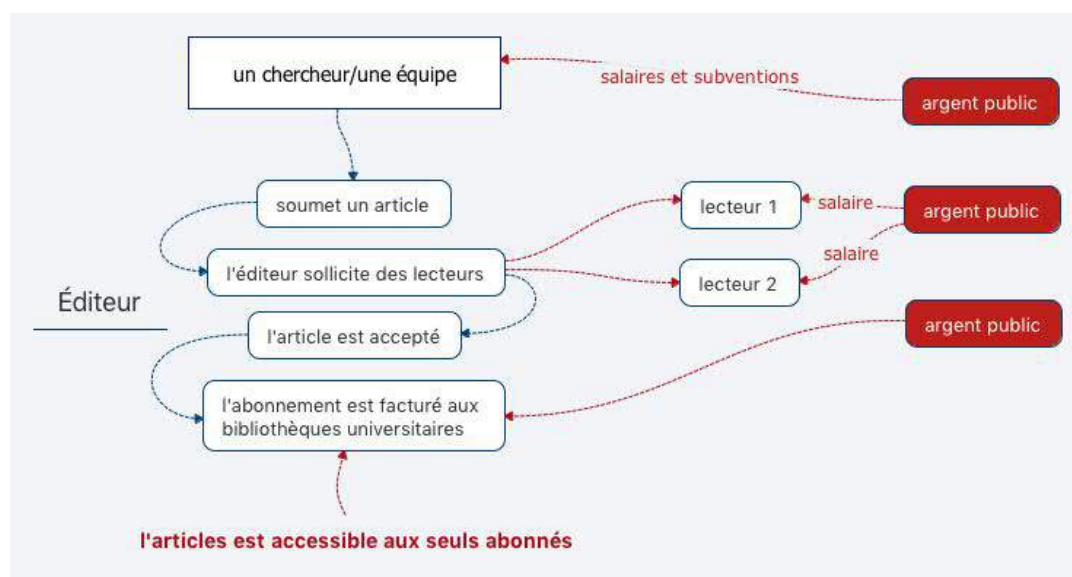 un chercheur/une équipe
salaires et subventions
argent public
soumet un article
lecteur 1
salaire
argent public
l'éditeur sollicite des lecteurs
salaire
lecteur 2
Éditeur
l'article est accepté
argent public
l'abonnement est facturé aux
bibliothèques universitaires
l'articles est accessible aux seuls abonnés